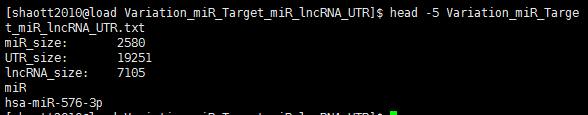 [shaott2010@load Variation_miR_Target_miR_lncRNA_UTR]$ head -5 Variation_miR_Targe
t_miR_lncRNA_UTR.txt
miR_size:	2580
UTR_size:	19251
lncRNA_size:	7105
miR
hsa-miR-576-3p
[shaott2010@load Variation_miR_Target_miR_lncRNA_UTR]$